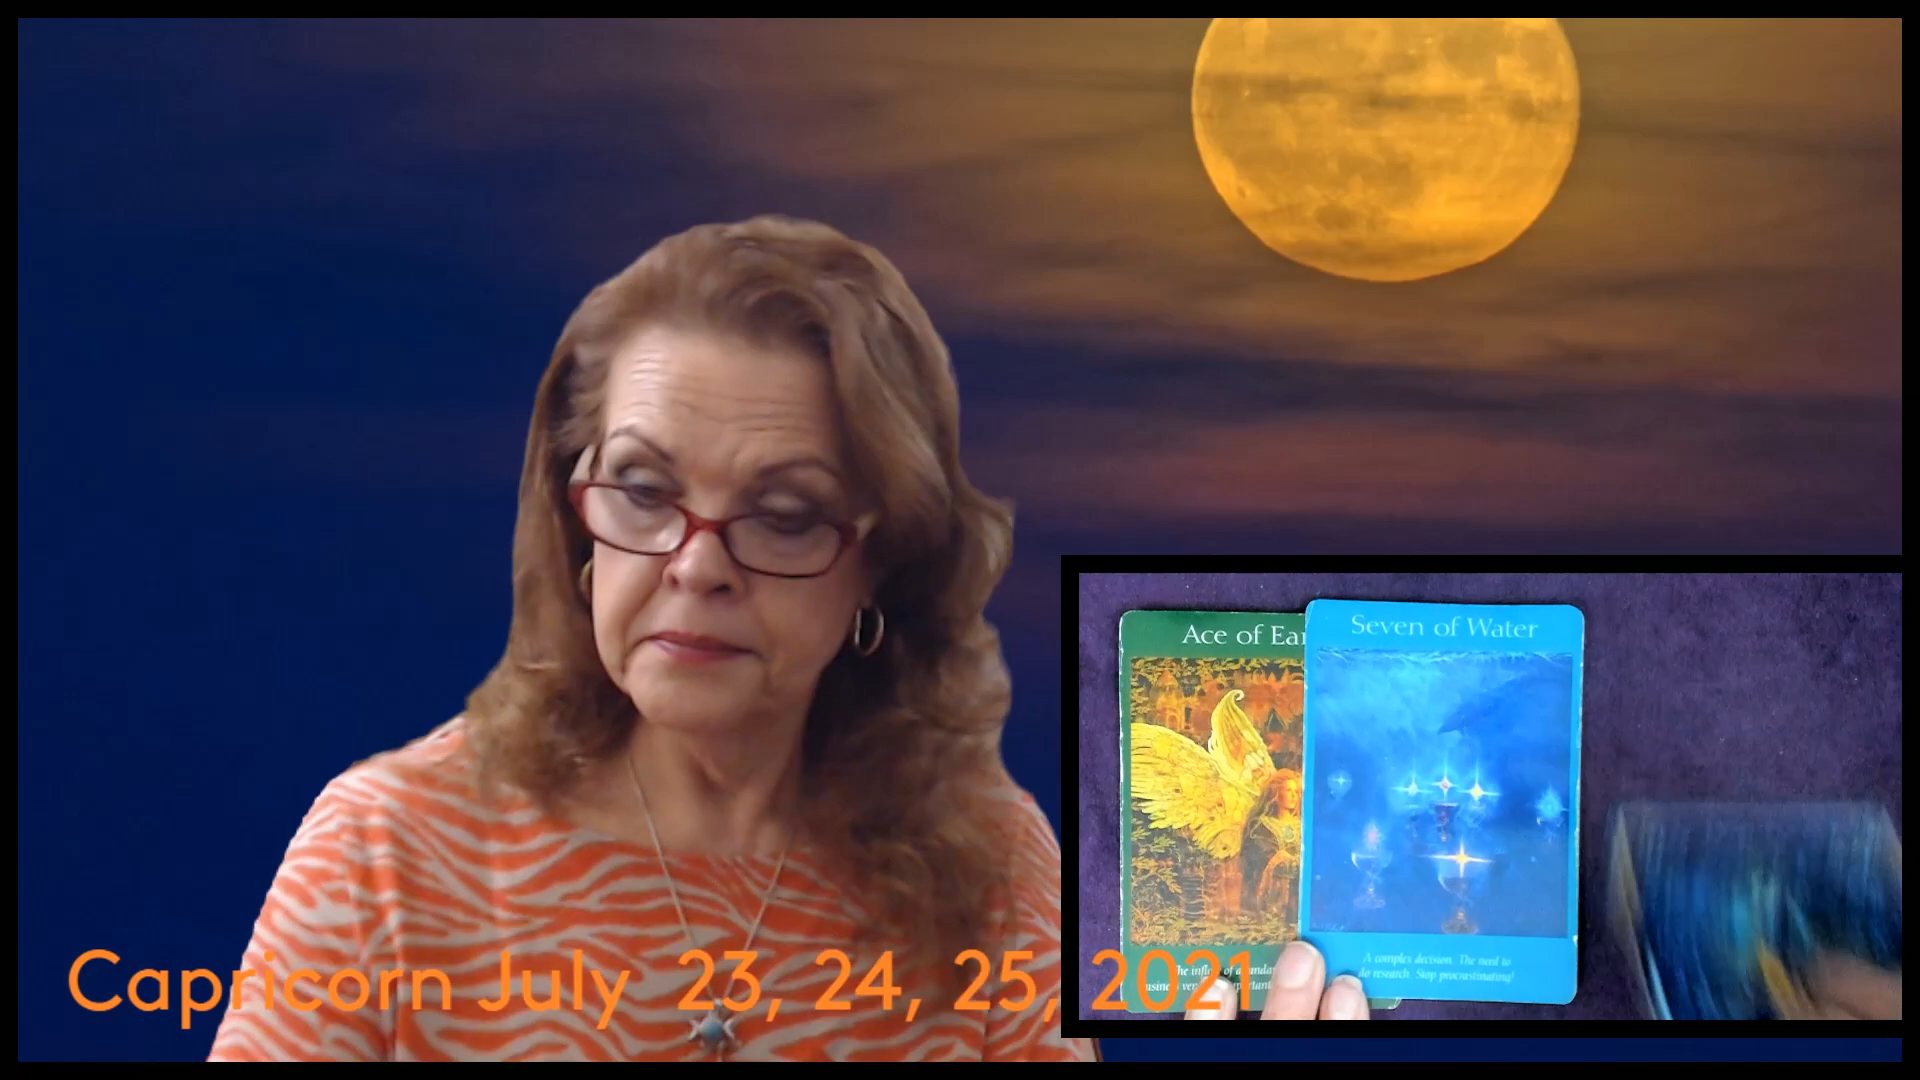 Ace of Ear
Seven of Water
A complex decision. The need to
do research. Stop procrastinating!
Capricorn July 23, 24, 25, 2021